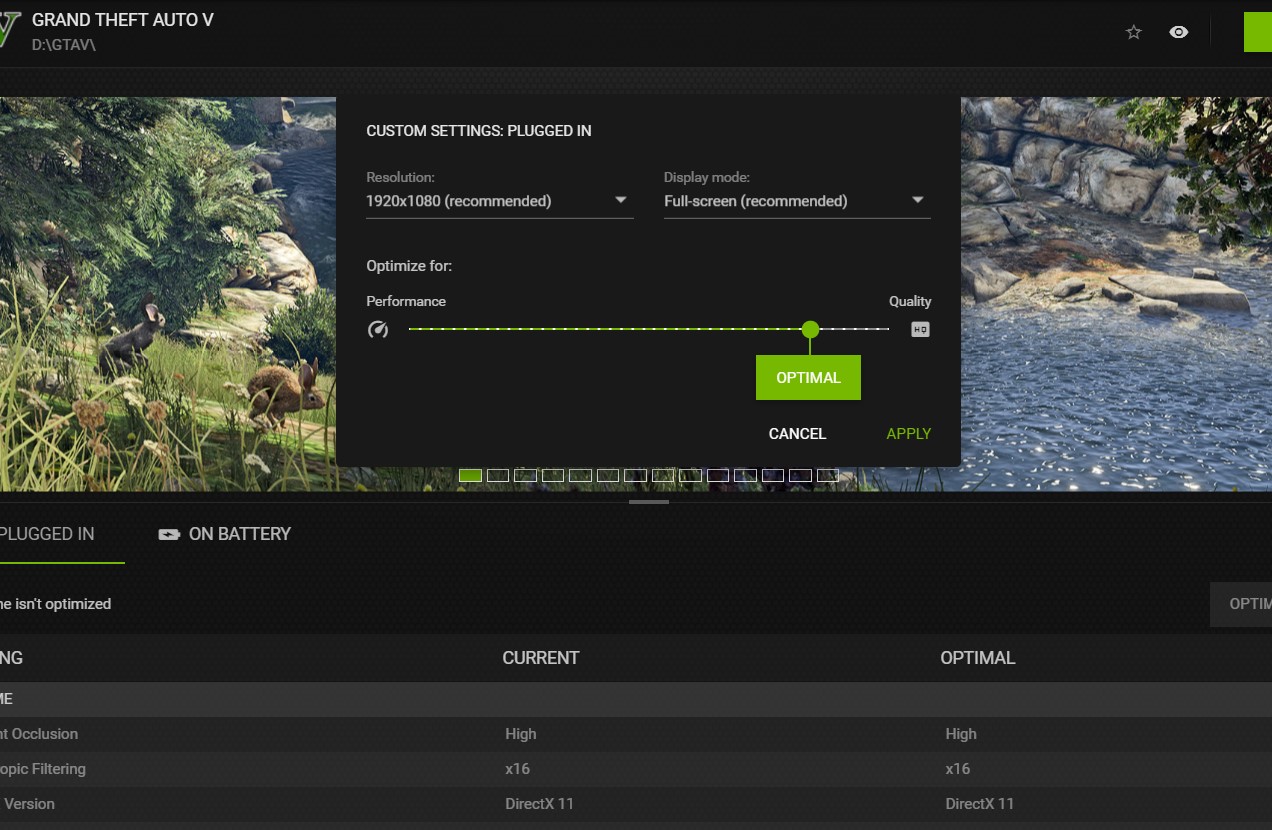 GRAND THEFT AUTO V
D:\GTAV\
CUSTOM SETTINGS: PLUGGED IN
Resolution:
1920x1080 (recommended)
Display mode:
Full-screen (recommended)
Optimize for:
Performance
Quality
HQ
OPTIMAL
CANCEL
APPLY
PLUGGED IN
ON BATTERY
ne isn't optimized
OPTIM
NG
CURRENT
OPTIMAL
ME
nt Occlusion
High
High
opic Filtering
x16
x16
Version
DirectX 11
DirectX 11